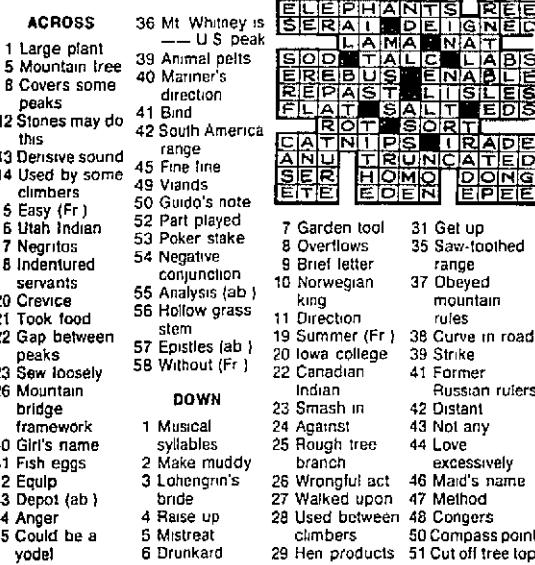 ACROSS
1 Large plant
5 Mountain tree
8 Covers some
peaks
12 Stones may do
this
13 Derisive sound
14 Used by some
climbers
5 Easy (Fr )
6 Utah Indian
7 Negritos
8 Indentured
servants
20 Crevice
21 Took food
22 Gap between
peaks
23 Sew loosely
26 Mountain
bridge
framework
0 Girl's name
1 Fish eggs
2 Equip
3 Depot (ab )
4 Anger
5 Could be a
yodel
36 Mt Whitney is
—— U S peak
39 Animal pelts
40 Mariner's
direction
41 Bind
42 South America
range
45 Fine line
49 Viands
50 Guido's note
52 Part played
53 Poker stake
54 Negative
conjunction
55 Analysis (ab )
56 Hollow grass
stem
57 Epistles (ab )
58 Without (Fr )
DOWN
1 Musical
syllables
2 Make muddy
3 Lohengrin's
bride
4 Raise up
5 Mistreat
6 Drunkard
ELEPHANTS REE
SERAI DEIGNED
LAMA NAT
SOD TALC LABS
EREBUS ENABLE
REPAST LISLES
FLAT SALT EDS
ROT SORT
CATNIPS IRADE
ANU TRUNCATED
SER HOMO DONG
ETE EDEN EPEE
7 Garden tool
8 Overflows
9 Brief letter
10 Norwegian
king
11 Direction
19 Summer (Fr )
20 Iowa college
22 Canadian
Indian
23 Smash in
24 Against
25 Rough tree
branch
26 Wrongful act
27 Walked upon
28 Used between
climbers
29 Hen products
31 Get up
35 Saw-toothed
range
37 Obeyed
mountain
rules
38 Curve in road
39 Strike
41 Former
Russian rulers
42 Distant
43 Not any
44 Love
excessively
46 Maid's name
47 Method
48 Congers
50 Compass point
51 Cut off tree top